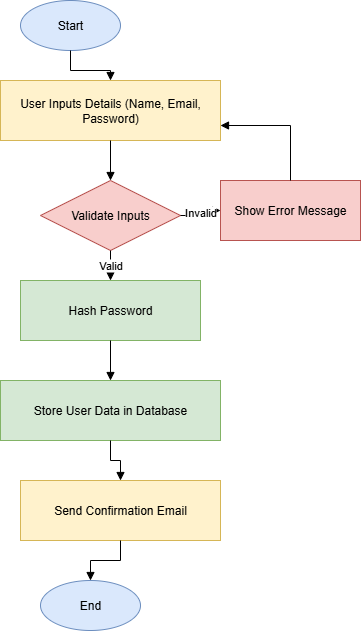 Start
User Inputs Details (Name, Email,
Password)
Validate Inputs
Invalid
Show Error Message
Valid
Hash Password
Store User Data in Database
Send Confirmation Email
End